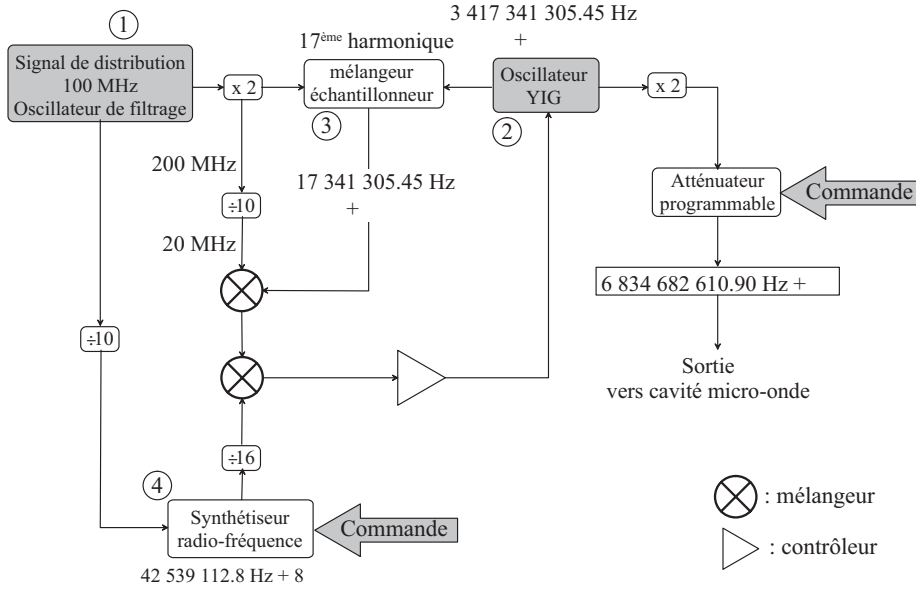 1
Signal de distribution
100 MHz
Oscillateur de filtrage
x 2
17ème harmonique
mélangeur
échantillonneur
3
3 417 341 305.45 Hz
+
Oscillateur
YIG
2
x 2
200 MHz
÷10
20 MHz
17 341 305.45 Hz
+
Atténuateur
programmable
Commande
6 834 682 610.90 Hz +
Sortie
vers cavité micro-onde
÷10
÷16
4
Synthétiseur
radio-fréquence
Commande
42 539 112.8 Hz + 8
: mélangeur
: contrôleur